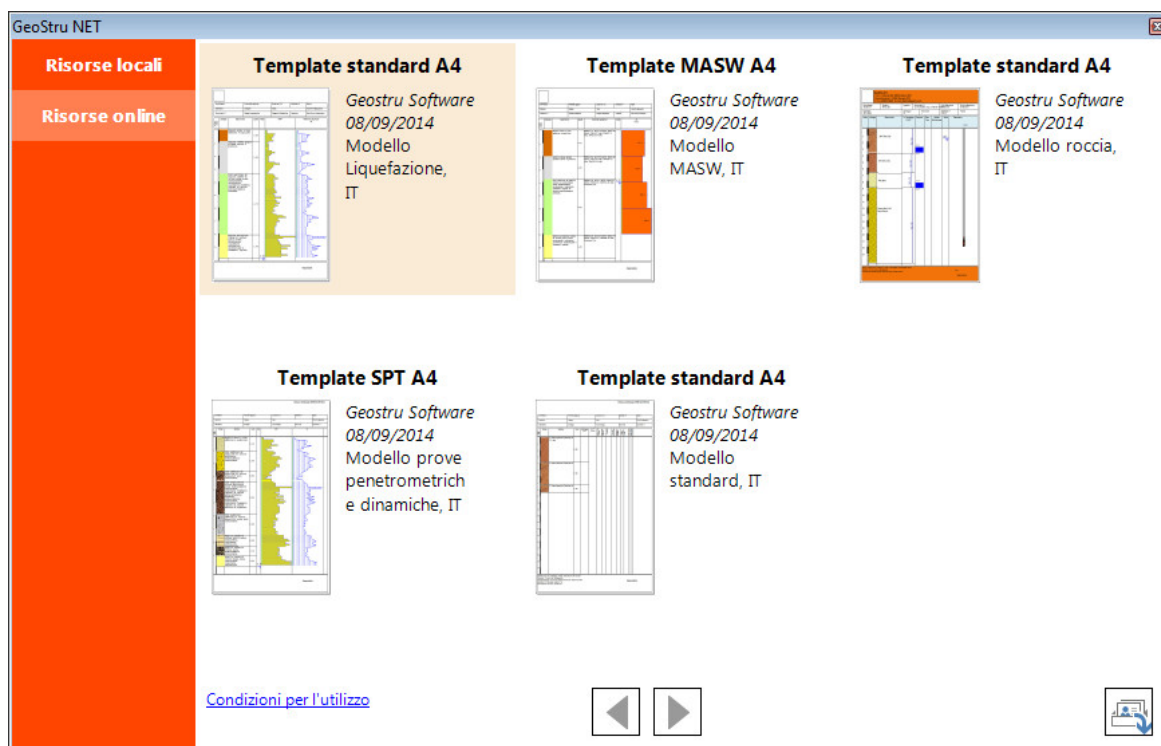 GeoStru NET
Risorse locali
Risorse online
Template standard A4
Geostru Software
08/09/2014
Modello
Liquefazione,
IT
Template MASW A4
Geostru Software
08/09/2014
Modello
MASW, IT
Template standard A4
Geostru Software
08/09/2014
Modello roccia,
IT
Template SPT A4
Geostru Software
08/09/2014
Modello prove
penetrometrich
e dinamiche, IT
Template standard A4
Geostru Software
08/09/2014
Modello
standard, IT
Condizioni per l'utilizzo